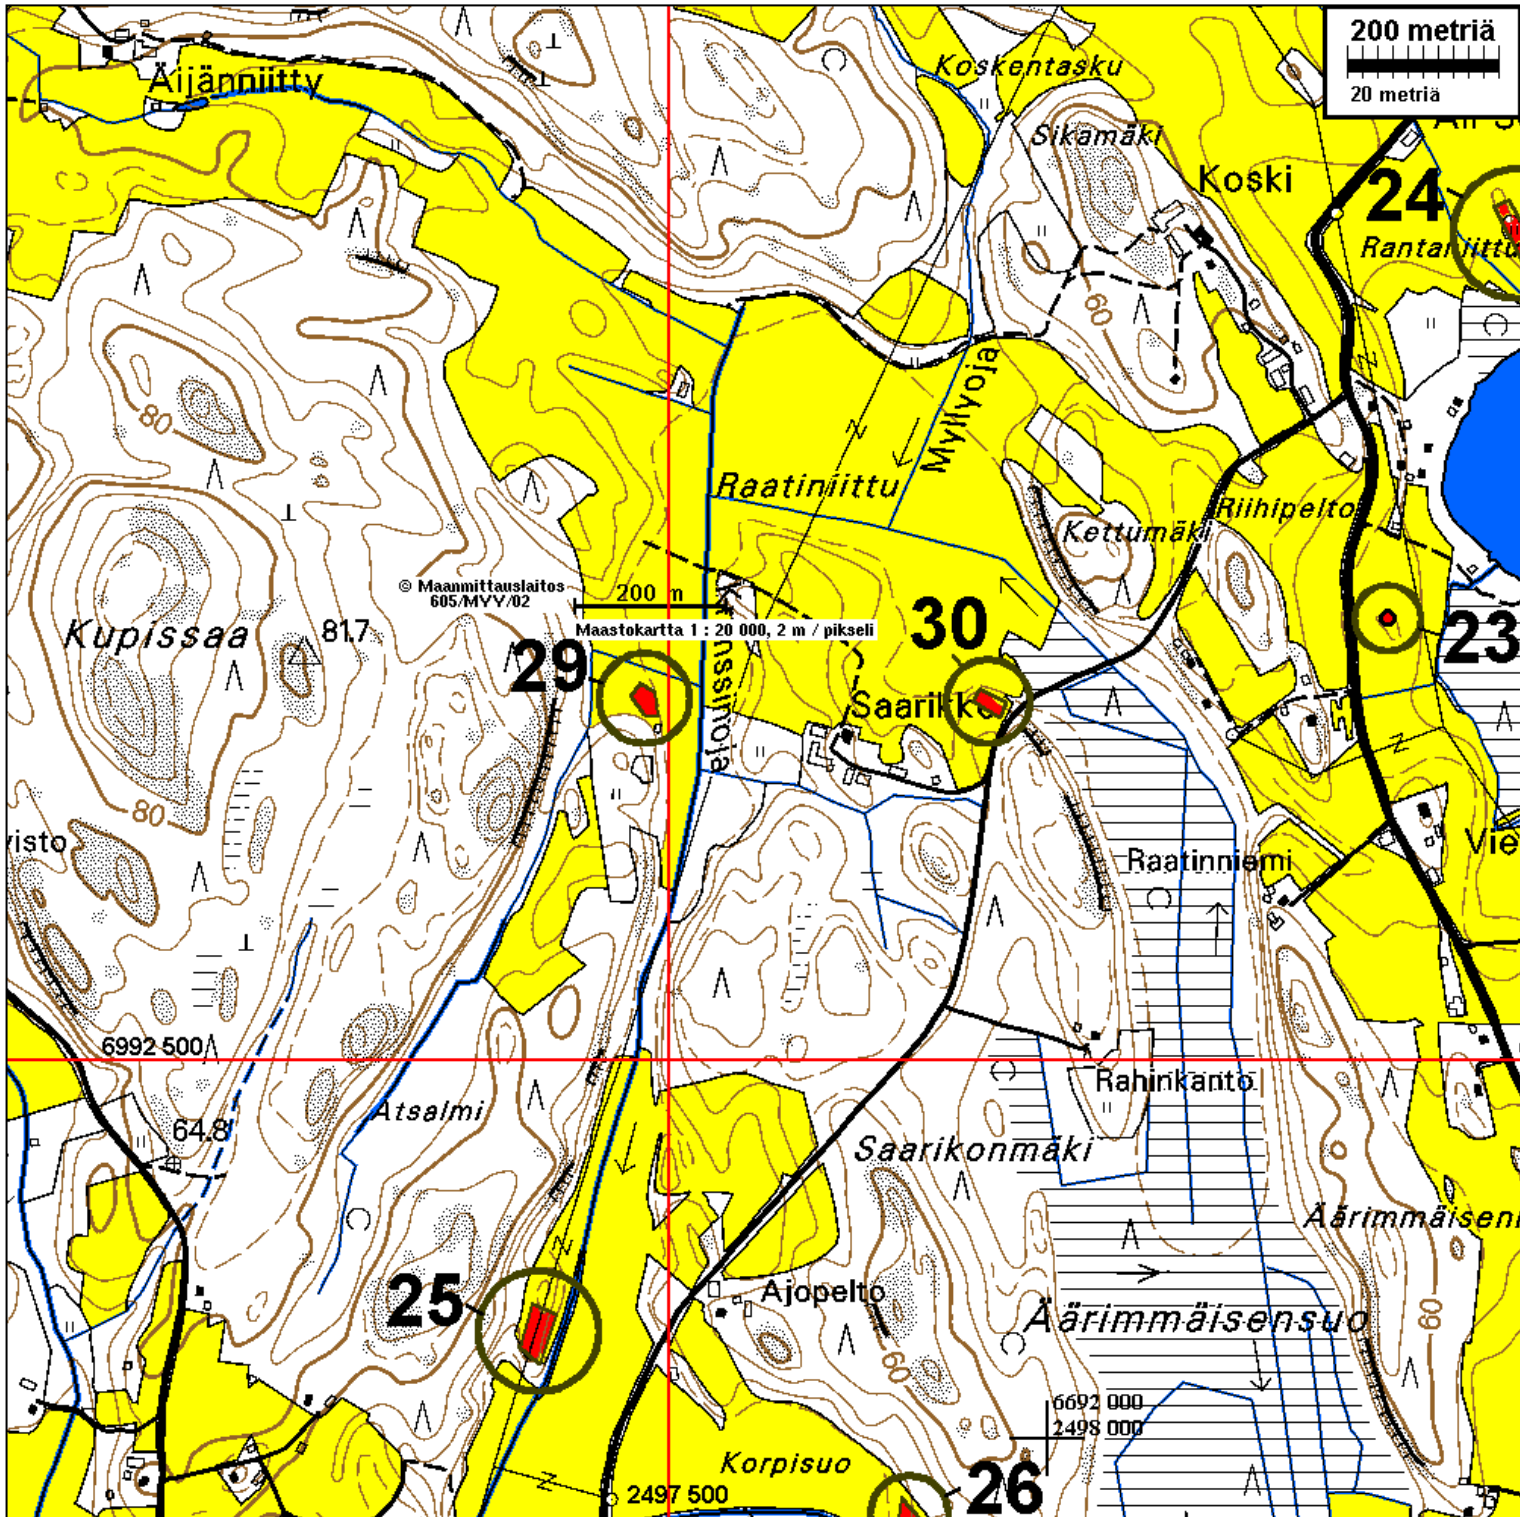 200 metriä
20 metriä
Äijänniitty
Koskentasku
Sikamäki
Koski
24
Rantaniittu
60
80
Myllyoja
Raatiniittu
Riihipelto
Kettumäki
© Maanmittauslaitos
605/MYY/02
200 m
Maastokartta 1 : 20 000, 2 m / pikseli
Kupissaa
81.7
29
30
23
Saarikko
80
visto
Raatinniemi
Vie
6992 500
Rahinkanto
Atsalmi
64.8
Saarikonmäki
Äärimmäiseni
25
Ajopelto
Äärimmäisensuo
60
60
6692 000
2498 000
Korpisuo
26
2497 500